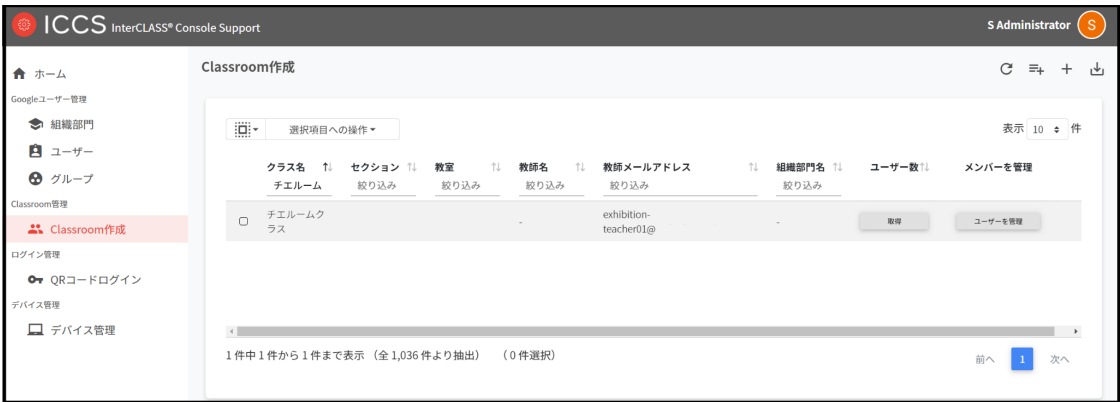 ICCS InterCLASS® Console Support
S Administrator S
ホーム
Classroom作成
Googleユーザー管理
組織部門
ユーザー
グループ
Classroom管理
Classroom作成
ログイン管理
QRコードログイン
デバイス管理
デバイス管理
選択項目への操作
表示 10 件
クラス名 セクション 教室 教師名 教師メールアドレス 組織部門名 ユーザー数 メンバーを管理
チエルーム 絞り込み 絞り込み 絞り込み 絞り込み 絞り込み
チエルームク
ラス
-
exhibition-
teacher01@
-
取得
ユーザーを管理
1 件中 1 件から 1 件まで表示 （全 1,036 件より抽出） （ 0 件選択）
前へ 1 次へ